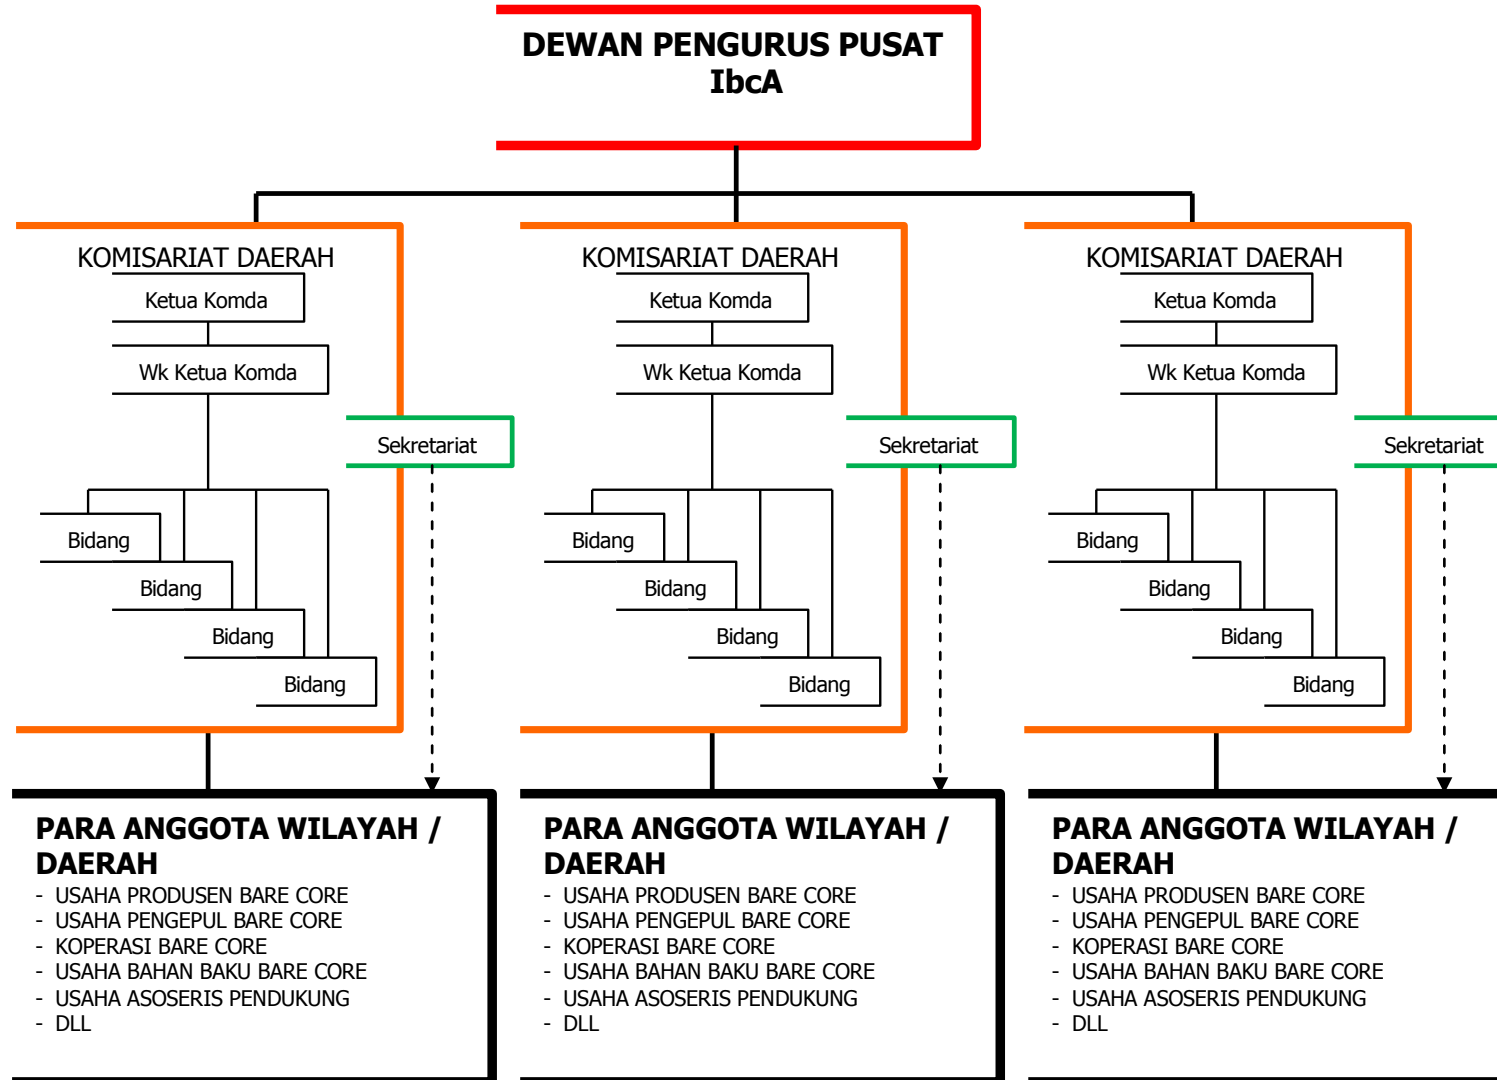 DEWAN PENGURUS PUSAT
IbcA
KOMISARIAT DAERAH
Ketua Komda
Wk Ketua Komda
Sekretariat
Bidang
Bidang
Bidang
Bidang
KOMISARIAT DAERAH
Ketua Komda
Wk Ketua Komda
Sekretariat
Bidang
Bidang
Bidang
Bidang
KOMISARIAT DAERAH
Ketua Komda
Wk Ketua Komda
Sekretariat
Bidang
Bidang
Bidang
Bidang
PARA ANGGOTA WILAYAH /
DAERAH
- USAHA PRODUSEN BARE CORE
- USAHA PENGEPUL BARE CORE
- KOPERASI BARE CORE
- USAHA BAHAN BAKU BARE CORE
- USAHA ASOSERIS PENDUKUNG
- DLL
PARA ANGGOTA WILAYAH /
DAERAH
- USAHA PRODUSEN BARE CORE
- USAHA PENGEPUL BARE CORE
- KOPERASI BARE CORE
- USAHA BAHAN BAKU BARE CORE
- USAHA ASOSERIS PENDUKUNG
- DLL
PARA ANGGOTA WILAYAH /
DAERAH
- USAHA PRODUSEN BARE CORE
- USAHA PENGEPUL BARE CORE
- KOPERASI BARE CORE
- USAHA BAHAN BAKU BARE CORE
- USAHA ASOSERIS PENDUKUNG
- DLL